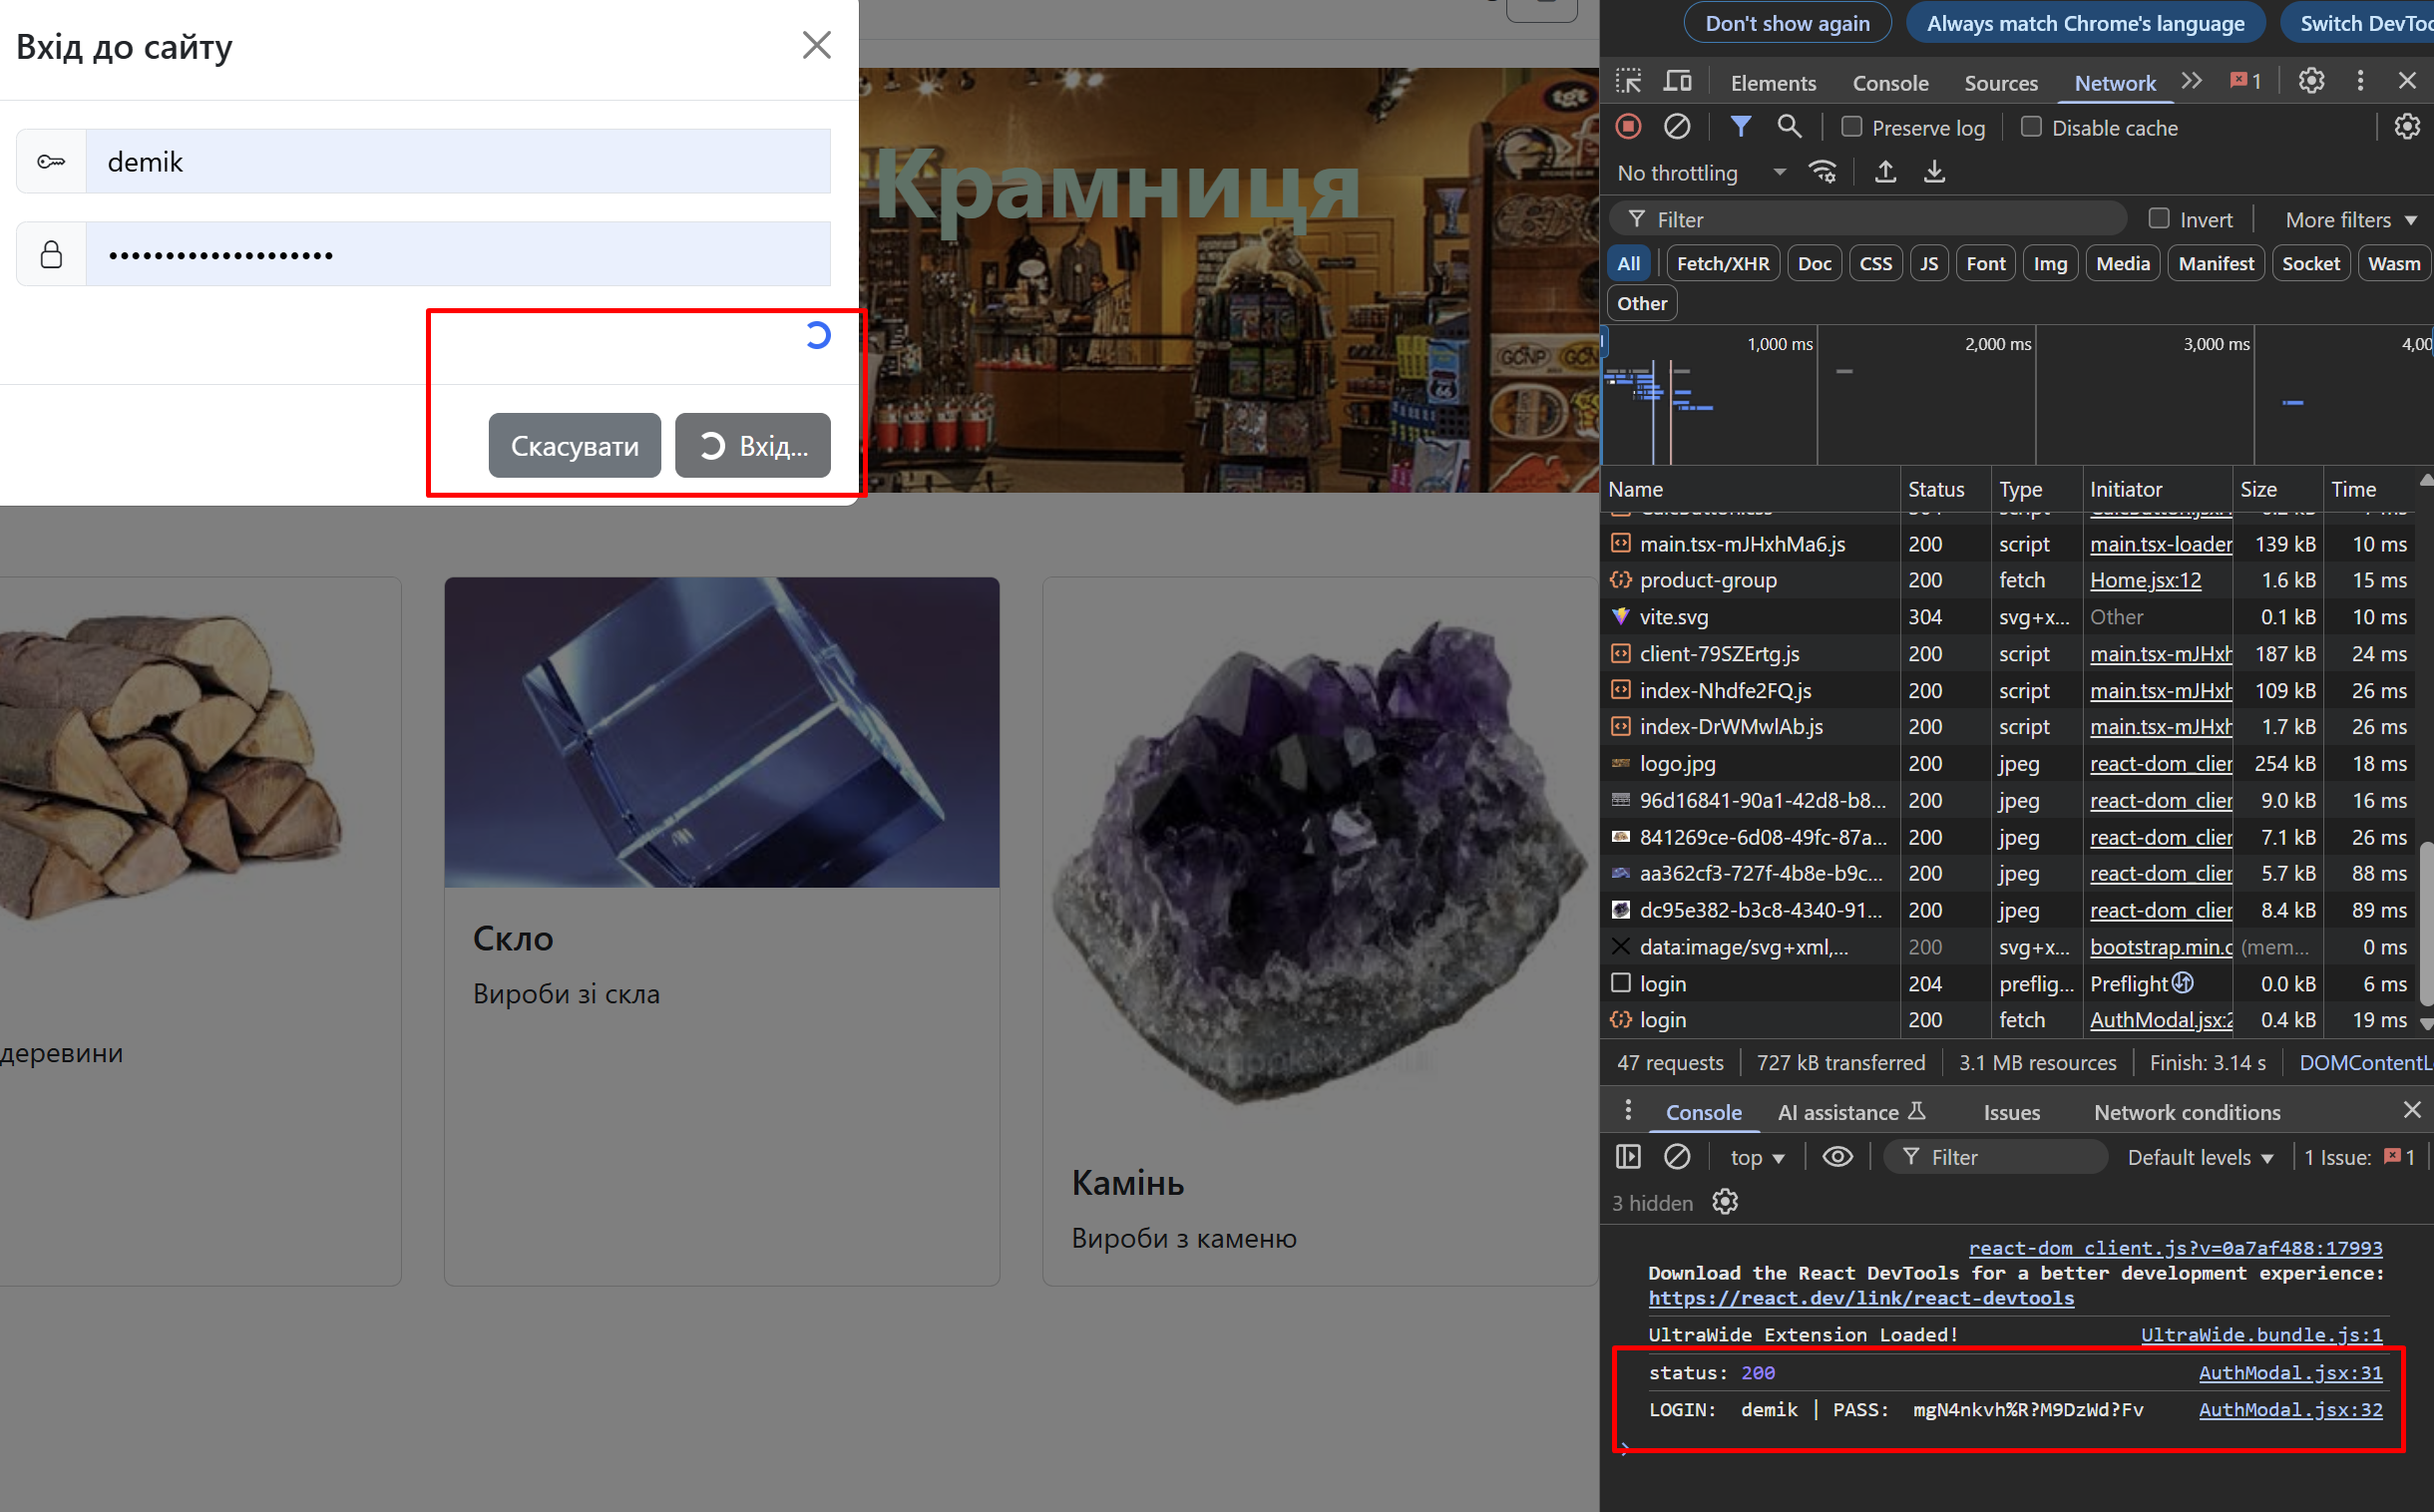 Вхід до сайту
demik
••••••••••••••••••••
Скасувати
Вхід...
Крамниця
tgt
GCNP
66
деревини
Скло
Вироби зі скла
Камінь
Вироби з каменю
Don't show again
Always match Chrome's language
Switch DevToo
Elements Console Sources Network 1
Preserve log Disable cache
No throttling
Filter Invert More filters
All Fetch/XHR Doc CSS JS Font Img Media Manifest Socket Wasm
Other
1,000 ms 2,000 ms 3,000 ms 4,00
Name Status Type Initiator Size Time
main.tsx-mJHxhMa6.js 200 script main.tsx-loader 139 kB 10 ms
product-group 200 fetch Home.jsx:12 1.6 kB 15 ms
vite.svg 304 svg+x... Other 0.1 kB 10 ms
client-79SZErtg.js 200 script main.tsx-mJHxh 187 kB 24 ms
index-Nhdfe2FQ.js 200 script main.tsx-mJHxh 109 kB 26 ms
index-DrWMwlAb.js 200 script main.tsx-mJHxh 1.7 kB 26 ms
logo.jpg 200 jpeg react-dom_clier 254 kB 18 ms
96d16841-90a1-42d8-b8... 200 jpeg react-dom_clier 9.0 kB 16 ms
841269ce-6d08-49fc-87a... 200 jpeg react-dom_clier 7.1 kB 26 ms
aa362cf3-727f-4b8e-b9c... 200 jpeg react-dom_clier 5.7 kB 88 ms
dc95e382-b3c8-4340-91... 200 jpeg react-dom_clier 8.4 kB 89 ms
data:image/svg+xml,... 200 svg+x... bootstrap.min.c (mem... 0 ms
login 204 preflig... Preflight 0.0 kB 6 ms
login 200 fetch AuthModal.jsx:2 0.4 kB 19 ms
47 requests 727 kB transferred 3.1 MB resources Finish: 3.14 s DOMContentL
Console AI assistance Issues Network conditions
top Filter Default levels 1 Issue: 1
3 hidden
react-dom_client.js?v=0a7af488:17993
Download the React DevTools for a better development experience:
https://react.dev/link/react-devtools
UltraWide Extension Loaded! UltraWide.bundle.js:1
status: 200 AuthModal.jsx:31
LOGIN: demik | PASS: mgN4nkvh%R?M9DzWd?Fv AuthModal.jsx:32